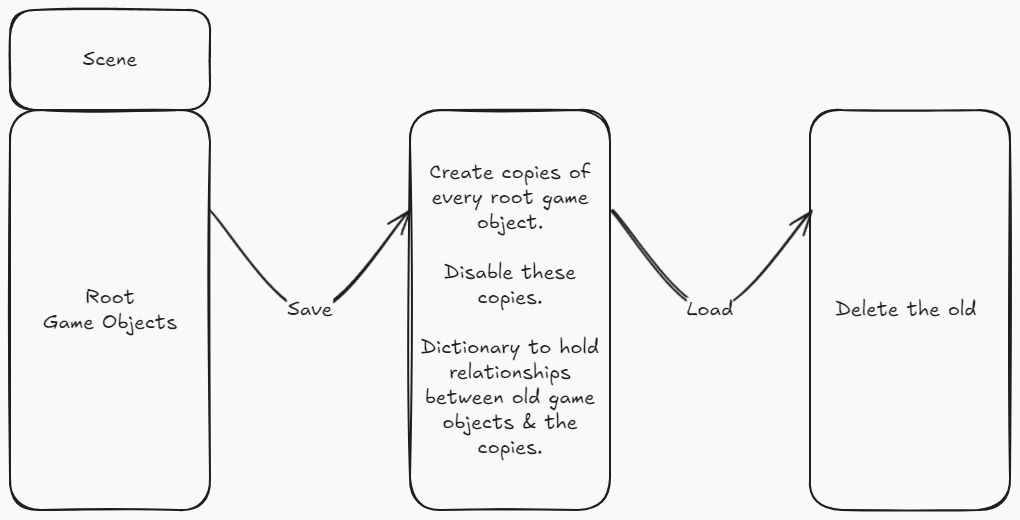 Scene
Root
Game Objects
Save
Create copies of
every root game
object.
Disable these
copies.
Dictionary to hold
relationships
between old game
objects & the
copies.
Load
Delete the old